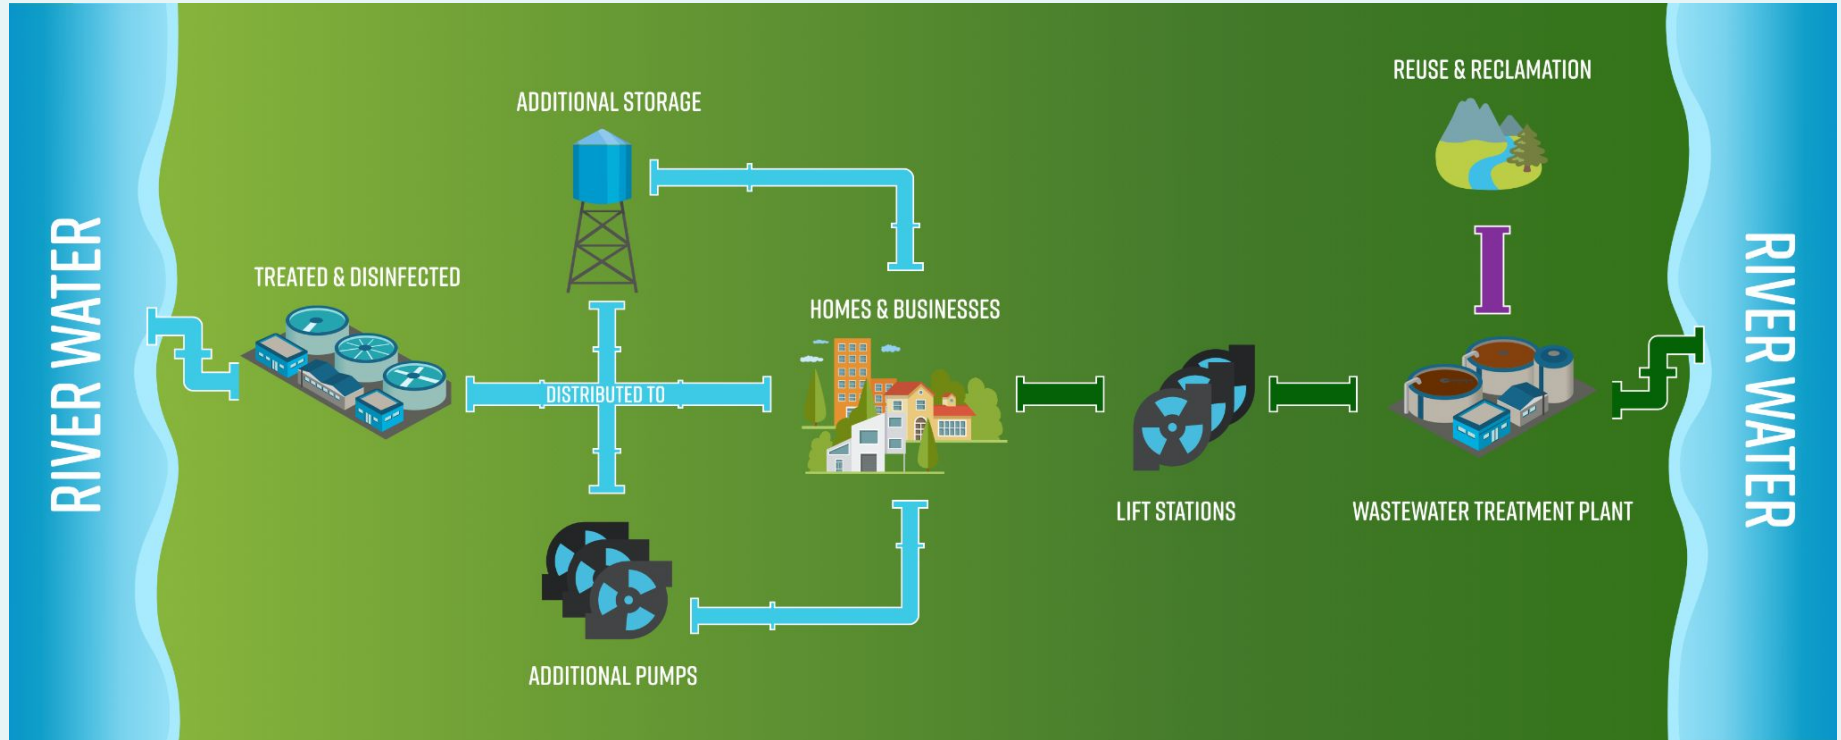 RIVER WATER
TREATED & DISINFECTED
ADDITIONAL STORAGE
DISTRIBUTED TO
ADDITIONAL PUMPS
HOMES & BUSINESSES
LIFT STATIONS
REUSE & RECLAMATION
WASTEWATER TREATMENT PLANT
RIVER WATER